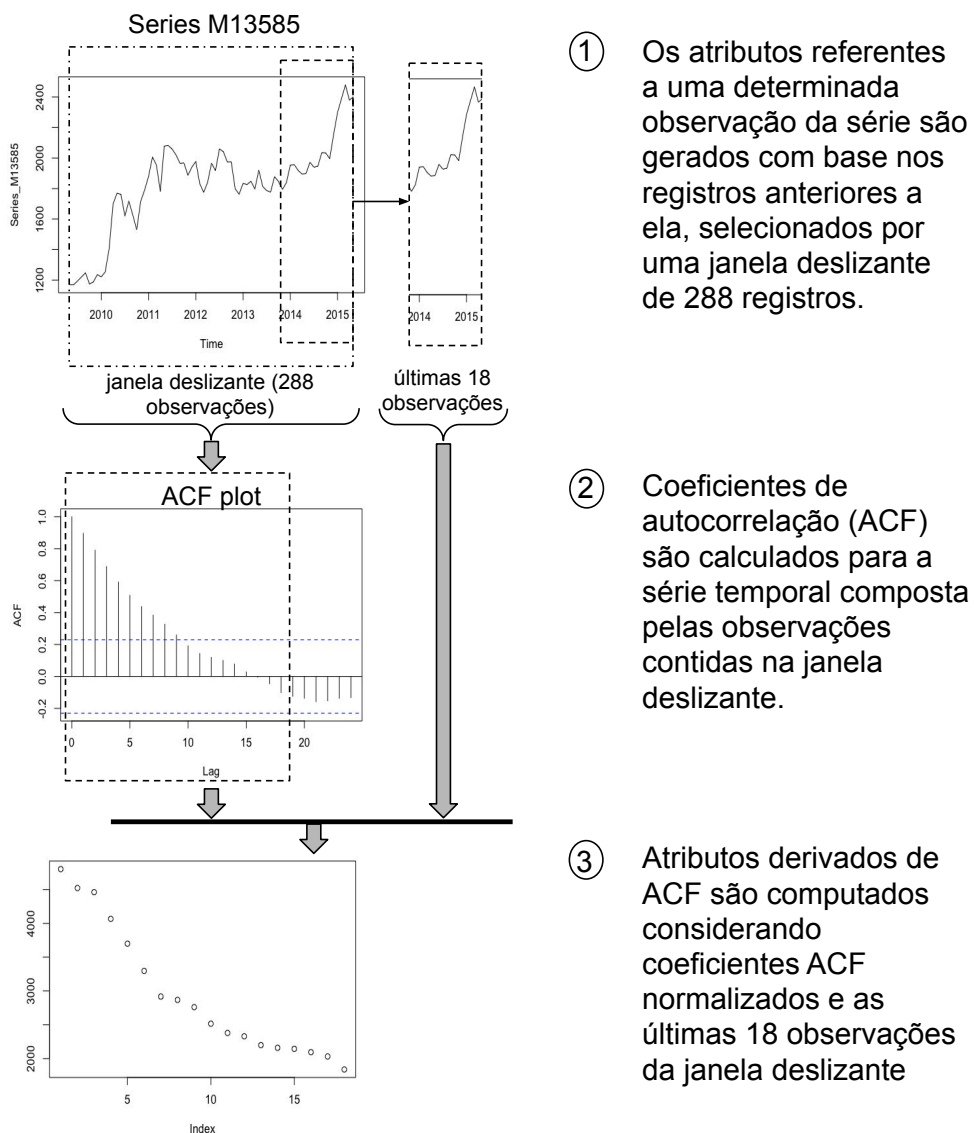 Series M13585
Series_M13585
2400
2000
1600
1200
2010 2011 2012 2013 2014 2015
Time
2014 2015
janela deslizante (288
observações)
últimas 18
observações
1
Os atributos referentes
a uma determinada
observação da série são
gerados com base nos
registros anteriores a
ela, selecionados por
uma janela deslizante
de 288 registros.
ACF plot
ACF
1.0
0.8
0.6
0.4
0.2
0.0
-0.2
0 5 10 15 20
Lag
2
Coeficientes de
autocorrelação (ACF)
são calculados para a
série temporal composta
pelas observações
contidas na janela
deslizante.
4000
3000
2000
5 10 15
Index
3
Atributos derivados de
ACF são computados
considerando
coeficientes ACF
normalizados e as
últimas 18 observações
da janela deslizante